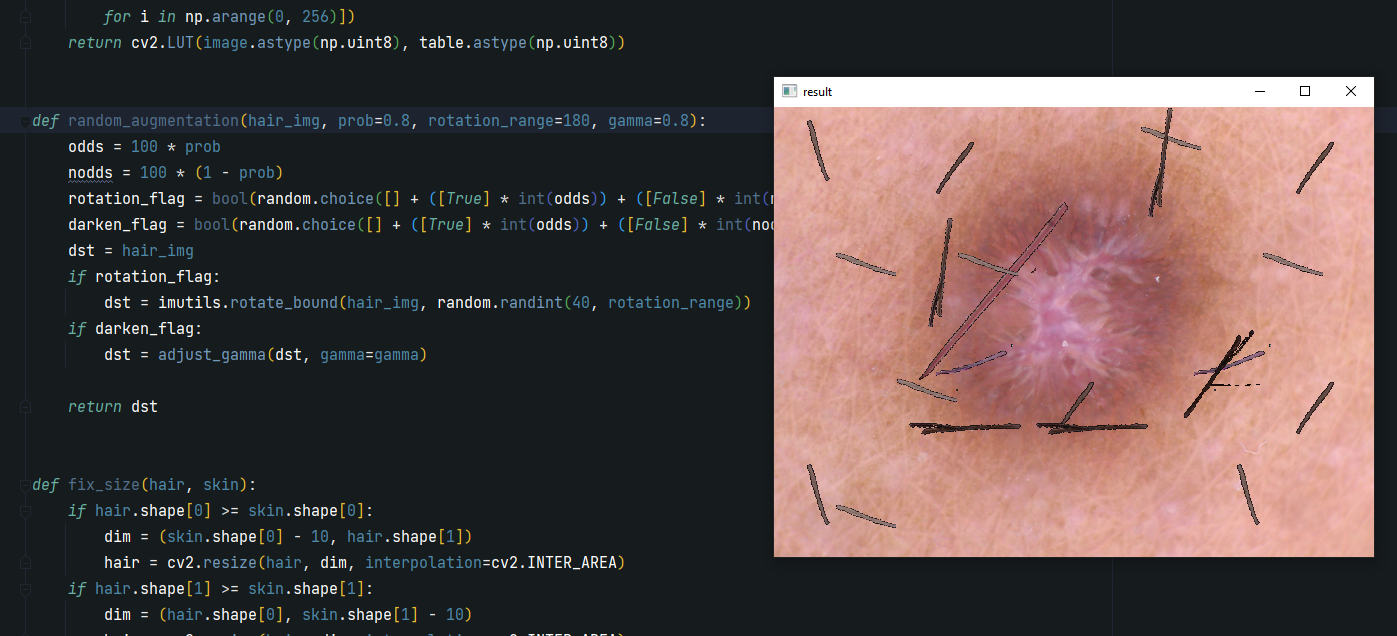 for i in np.arange(0, 256)])
return cv2.LUT(image.astype(np.uint8), table.astype(np.uint8))
def random_augmentation(hair_img, prob=0.8, rotation_range=180, gamma=0.8):
odds = 100 * prob
nodds = 100 * (1 - prob)
rotation_flag = bool(random.choice([] + ([True] * int(odds)) + ([False] * int(
darken_flag = bool(random.choice([] + ([True] * int(odds)) + ([False] * int(no
dst = hair_img
if rotation_flag:
dst = imutils.rotate_bound(hair_img, random.randint(40, rotation_range))
if darken_flag:
dst = adjust_gamma(dst, gamma=gamma)
return dst
def fix_size(hair, skin):
if hair.shape[0] >= skin.shape[0]:
dim = (skin.shape[0] - 10, hair.shape[1])
hair = cv2.resize(hair, dim, interpolation=cv2.INTER_AREA)
if hair.shape[1] >= skin.shape[1]:
dim = (hair.shape[0], skin.shape[1] - 10)
result